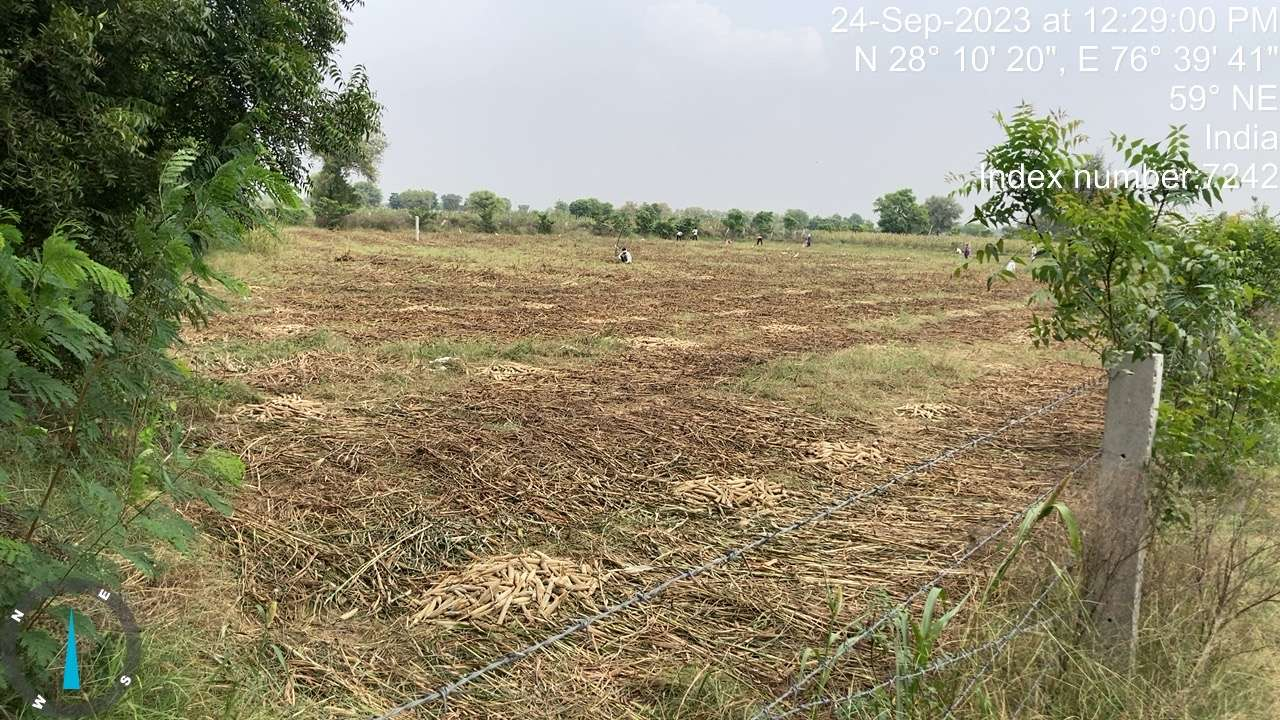 24-Sep-2023 at 12:29:00 PM
N 28° 10' 20", E 76° 39' 41"
59° NE
India
Index number 7242
N
E
W
S